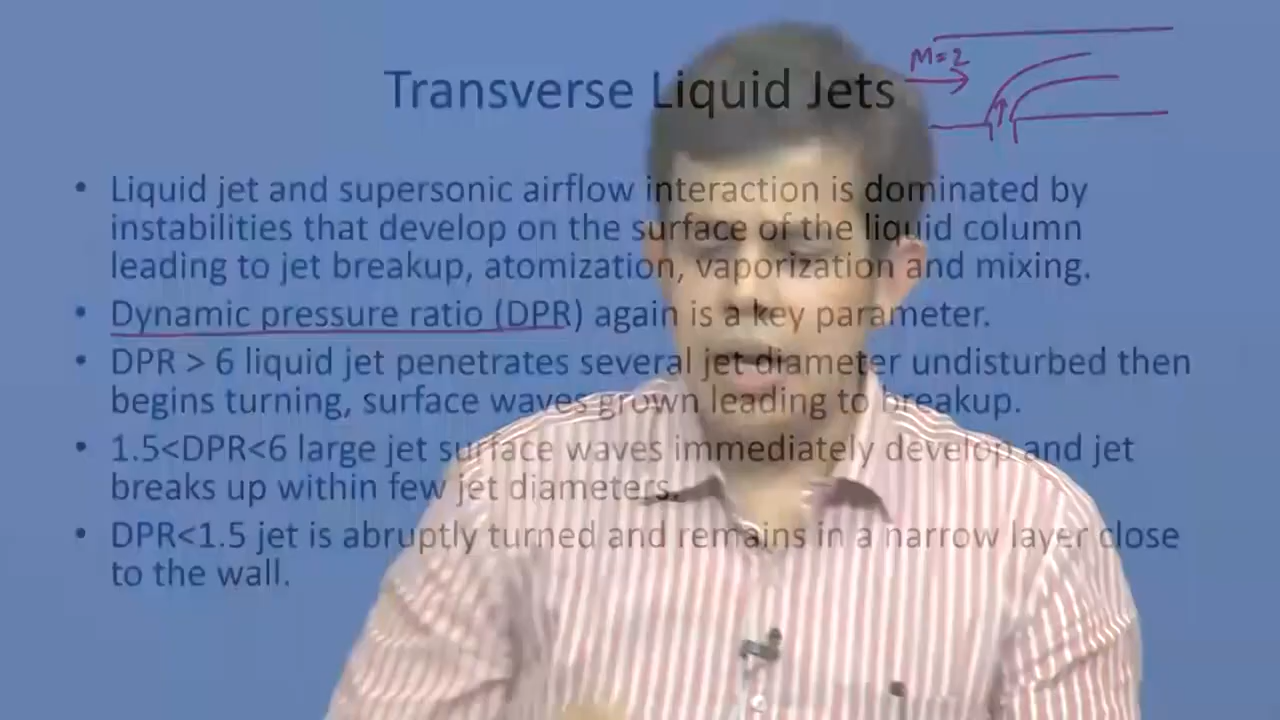 Transverse Liquid Jets
M=2
• Liquid jet and supersonic airflow interaction is dominated by
instabilities that develop on the surface of the liquid column
leading to jet breakup, atomization, vaporization and mixing.
• Dynamic pressure ratio (DPR) again is a key parameter.
• DPR > 6 liquid jet penetrates several jet diameter undisturbed then
begins turning, surface waves grown leading to breakup.
• 1.5<DPR<6 large jet surface waves immediately develop and jet
breaks up within few jet diameters.
• DPR<1.5 jet is abruptly turned and remains in a narrow layer close
to the wall.